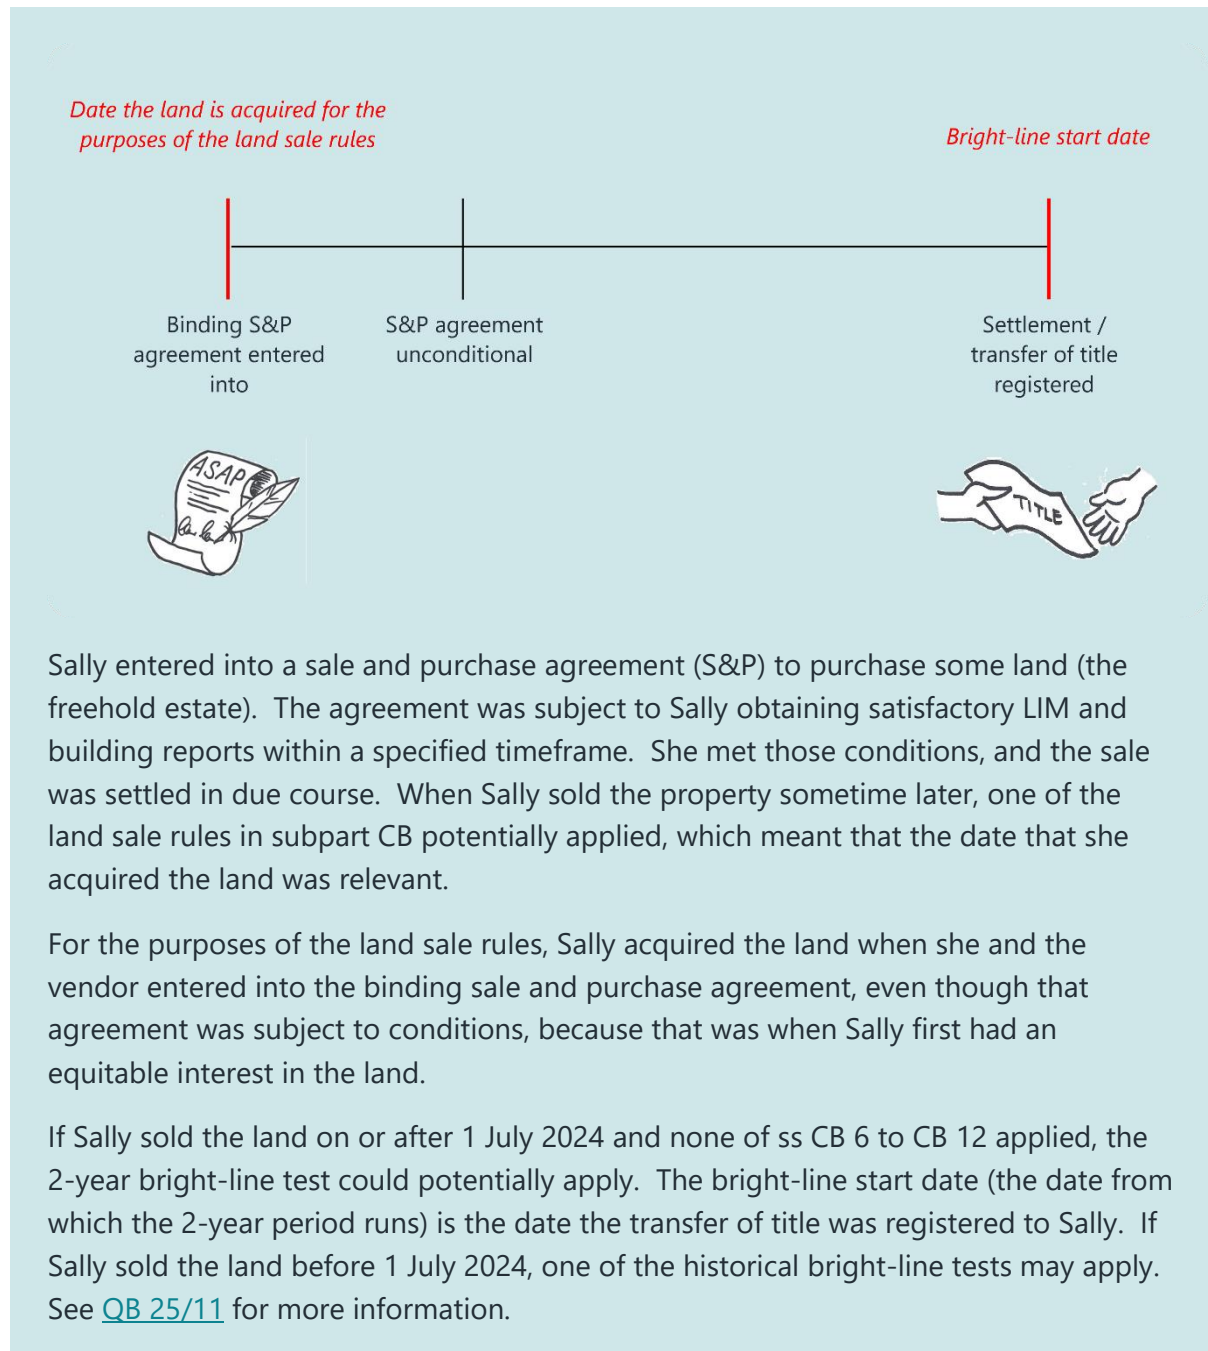 Date the land is acquired for the
purposes of the land sale rules
Bright-line start date
Binding S&P
agreement entered
into
S&P agreement
unconditional
Settlement /
transfer of title
registered
ASAP
TITLE
Sally entered into a sale and purchase agreement (S&P) to purchase some land (the
freehold estate).  The agreement was subject to Sally obtaining satisfactory LIM and
building reports within a specified timeframe.  She met those conditions, and the sale
was settled in due course.  When Sally sold the property sometime later, one of the
land sale rules in subpart CB potentially applied, which meant that the date that she
acquired the land was relevant.
For the purposes of the land sale rules, Sally acquired the land when she and the
vendor entered into the binding sale and purchase agreement, even though that
agreement was subject to conditions, because that was when Sally first had an
equitable interest in the land.
If Sally sold the land on or after 1 July 2024 and none of ss CB 6 to CB 12 applied, the
2-year bright-line test could potentially apply.  The bright-line start date (the date from
which the 2-year period runs) is the date the transfer of title was registered to Sally.  If
Sally sold the land before 1 July 2024, one of the historical bright-line tests may apply.
See QB 25/11 for more information.